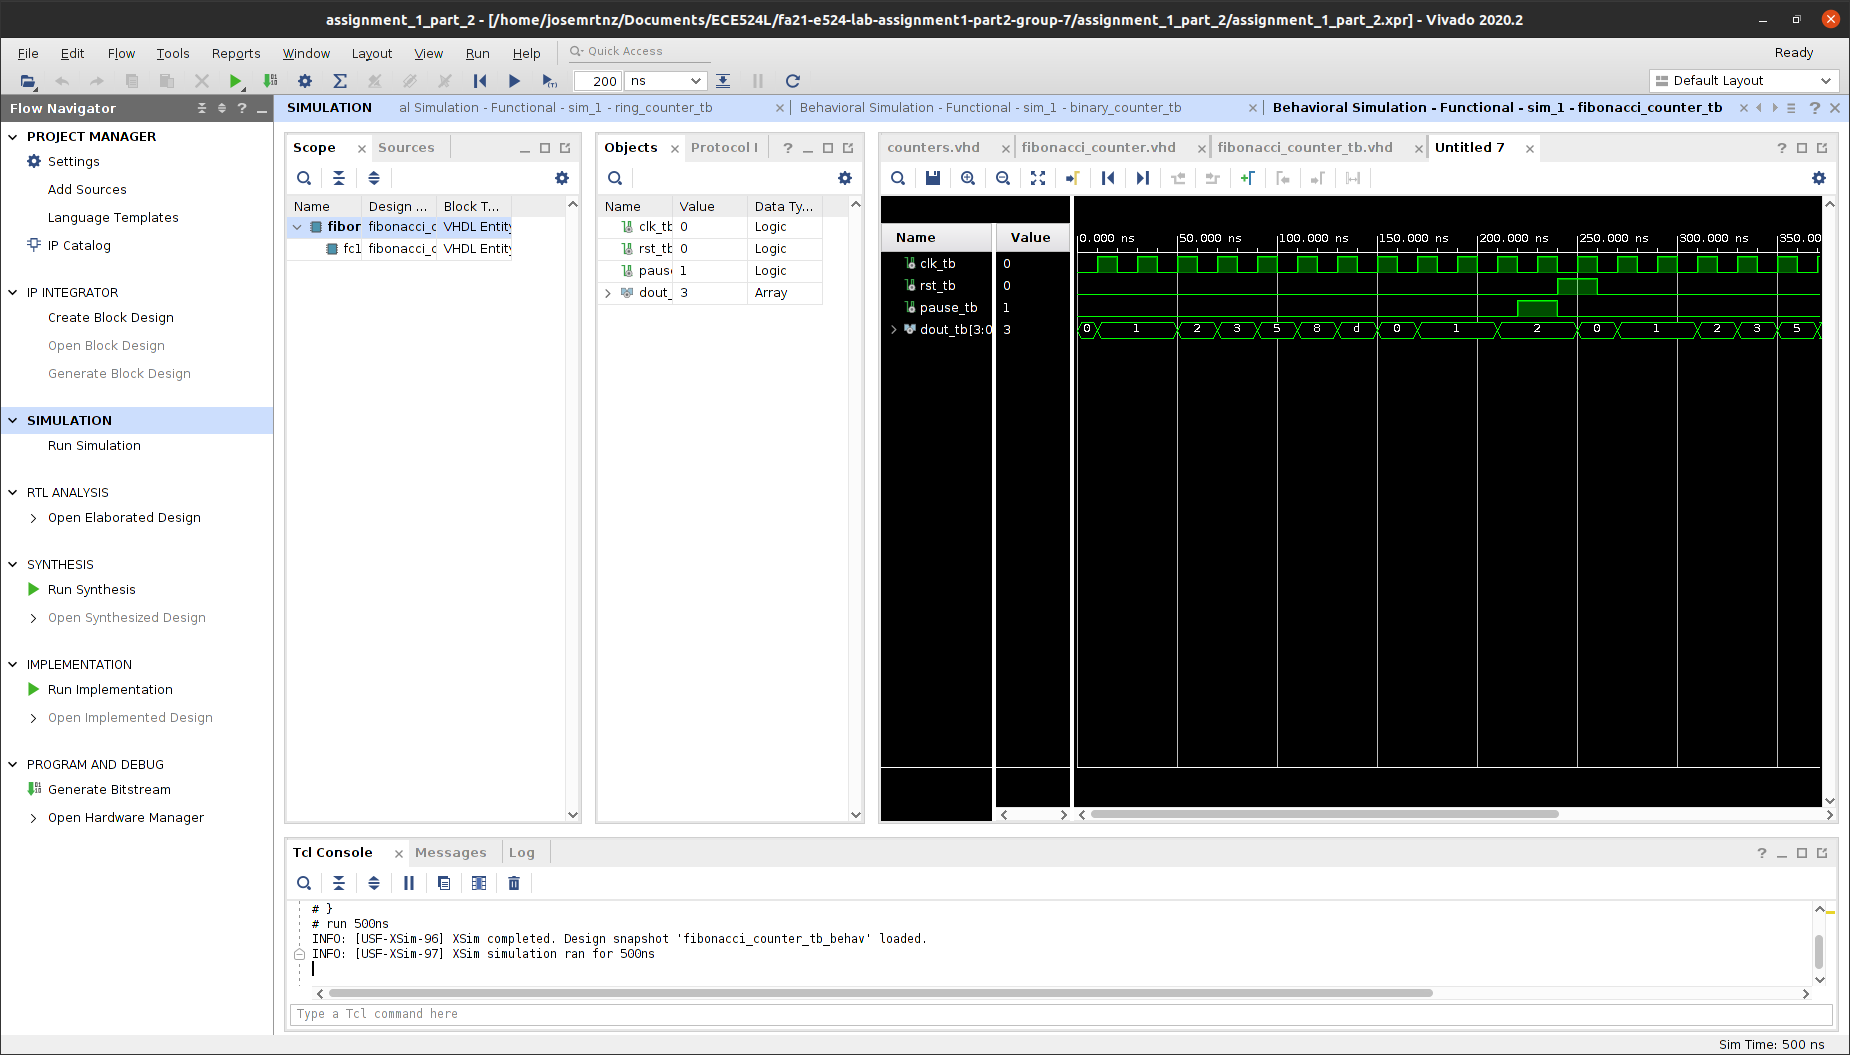 assignment_1_part_2 - [/home/josemrtnz/Documents/ECE524L/fa21-e524-lab-assignment1-part2-group-7/assignment_1_part_2/assignment_1_part_2.xpr] - Vivado 2020.2
File Edit Flow Tools Reports Window Layout View Run Help Quick Access Ready
200 ns Default Layout
Flow Navigator
SIMULATION al Simulation - Functional - sim_1 - ring_counter_tb Behavioral Simulation - Functional - sim_1 - binary_counter_tb Behavioral Simulation - Functional - sim_1 - fibonacci_counter_tb
PROJECT MANAGER
Settings
Add Sources
Language Templates
IP Catalog
IP INTEGRATOR
Create Block Design
Open Block Design
Generate Block Design
SIMULATION
Run Simulation
RTL ANALYSIS
Open Elaborated Design
SYNTHESIS
Run Synthesis
Open Synthesized Design
IMPLEMENTATION
Run Implementation
Open Implemented Design
PROGRAM AND DEBUG
Generate Bitstream
Open Hardware Manager
Scope Sources
Name Design ... Block T...
fibor fibonacci_c VHDL Entity
fc1 fibonacci_c VHDL Entity
Objects Protocol I
Name Value Data Ty...
clk_tb 0 Logic
rst_tb 0 Logic
paus 1 Logic
dout_ 3 Array
counters.vhd fibonacci_counter.vhd fibonacci_counter_tb.vhd Untitled 7
Name Value
0.000 ns 50.000 ns 100.000 ns 150.000 ns 200.000 ns 250.000 ns 300.000 ns 350.00
clk_tb 0
rst_tb 0
pause_tb 1
dout_tb[3:0 3
0 1 2 3 5 8 d 0 1 2 0 1 2 3 5
Tcl Console Messages Log
# }
# run 500ns
INFO: [USF-XSim-96] XSim completed. Design snapshot 'fibonacci_counter_tb_behav' loaded.
INFO: [USF-XSim-97] XSim simulation ran for 500ns
Type a Tcl command here
Sim Time: 500 ns